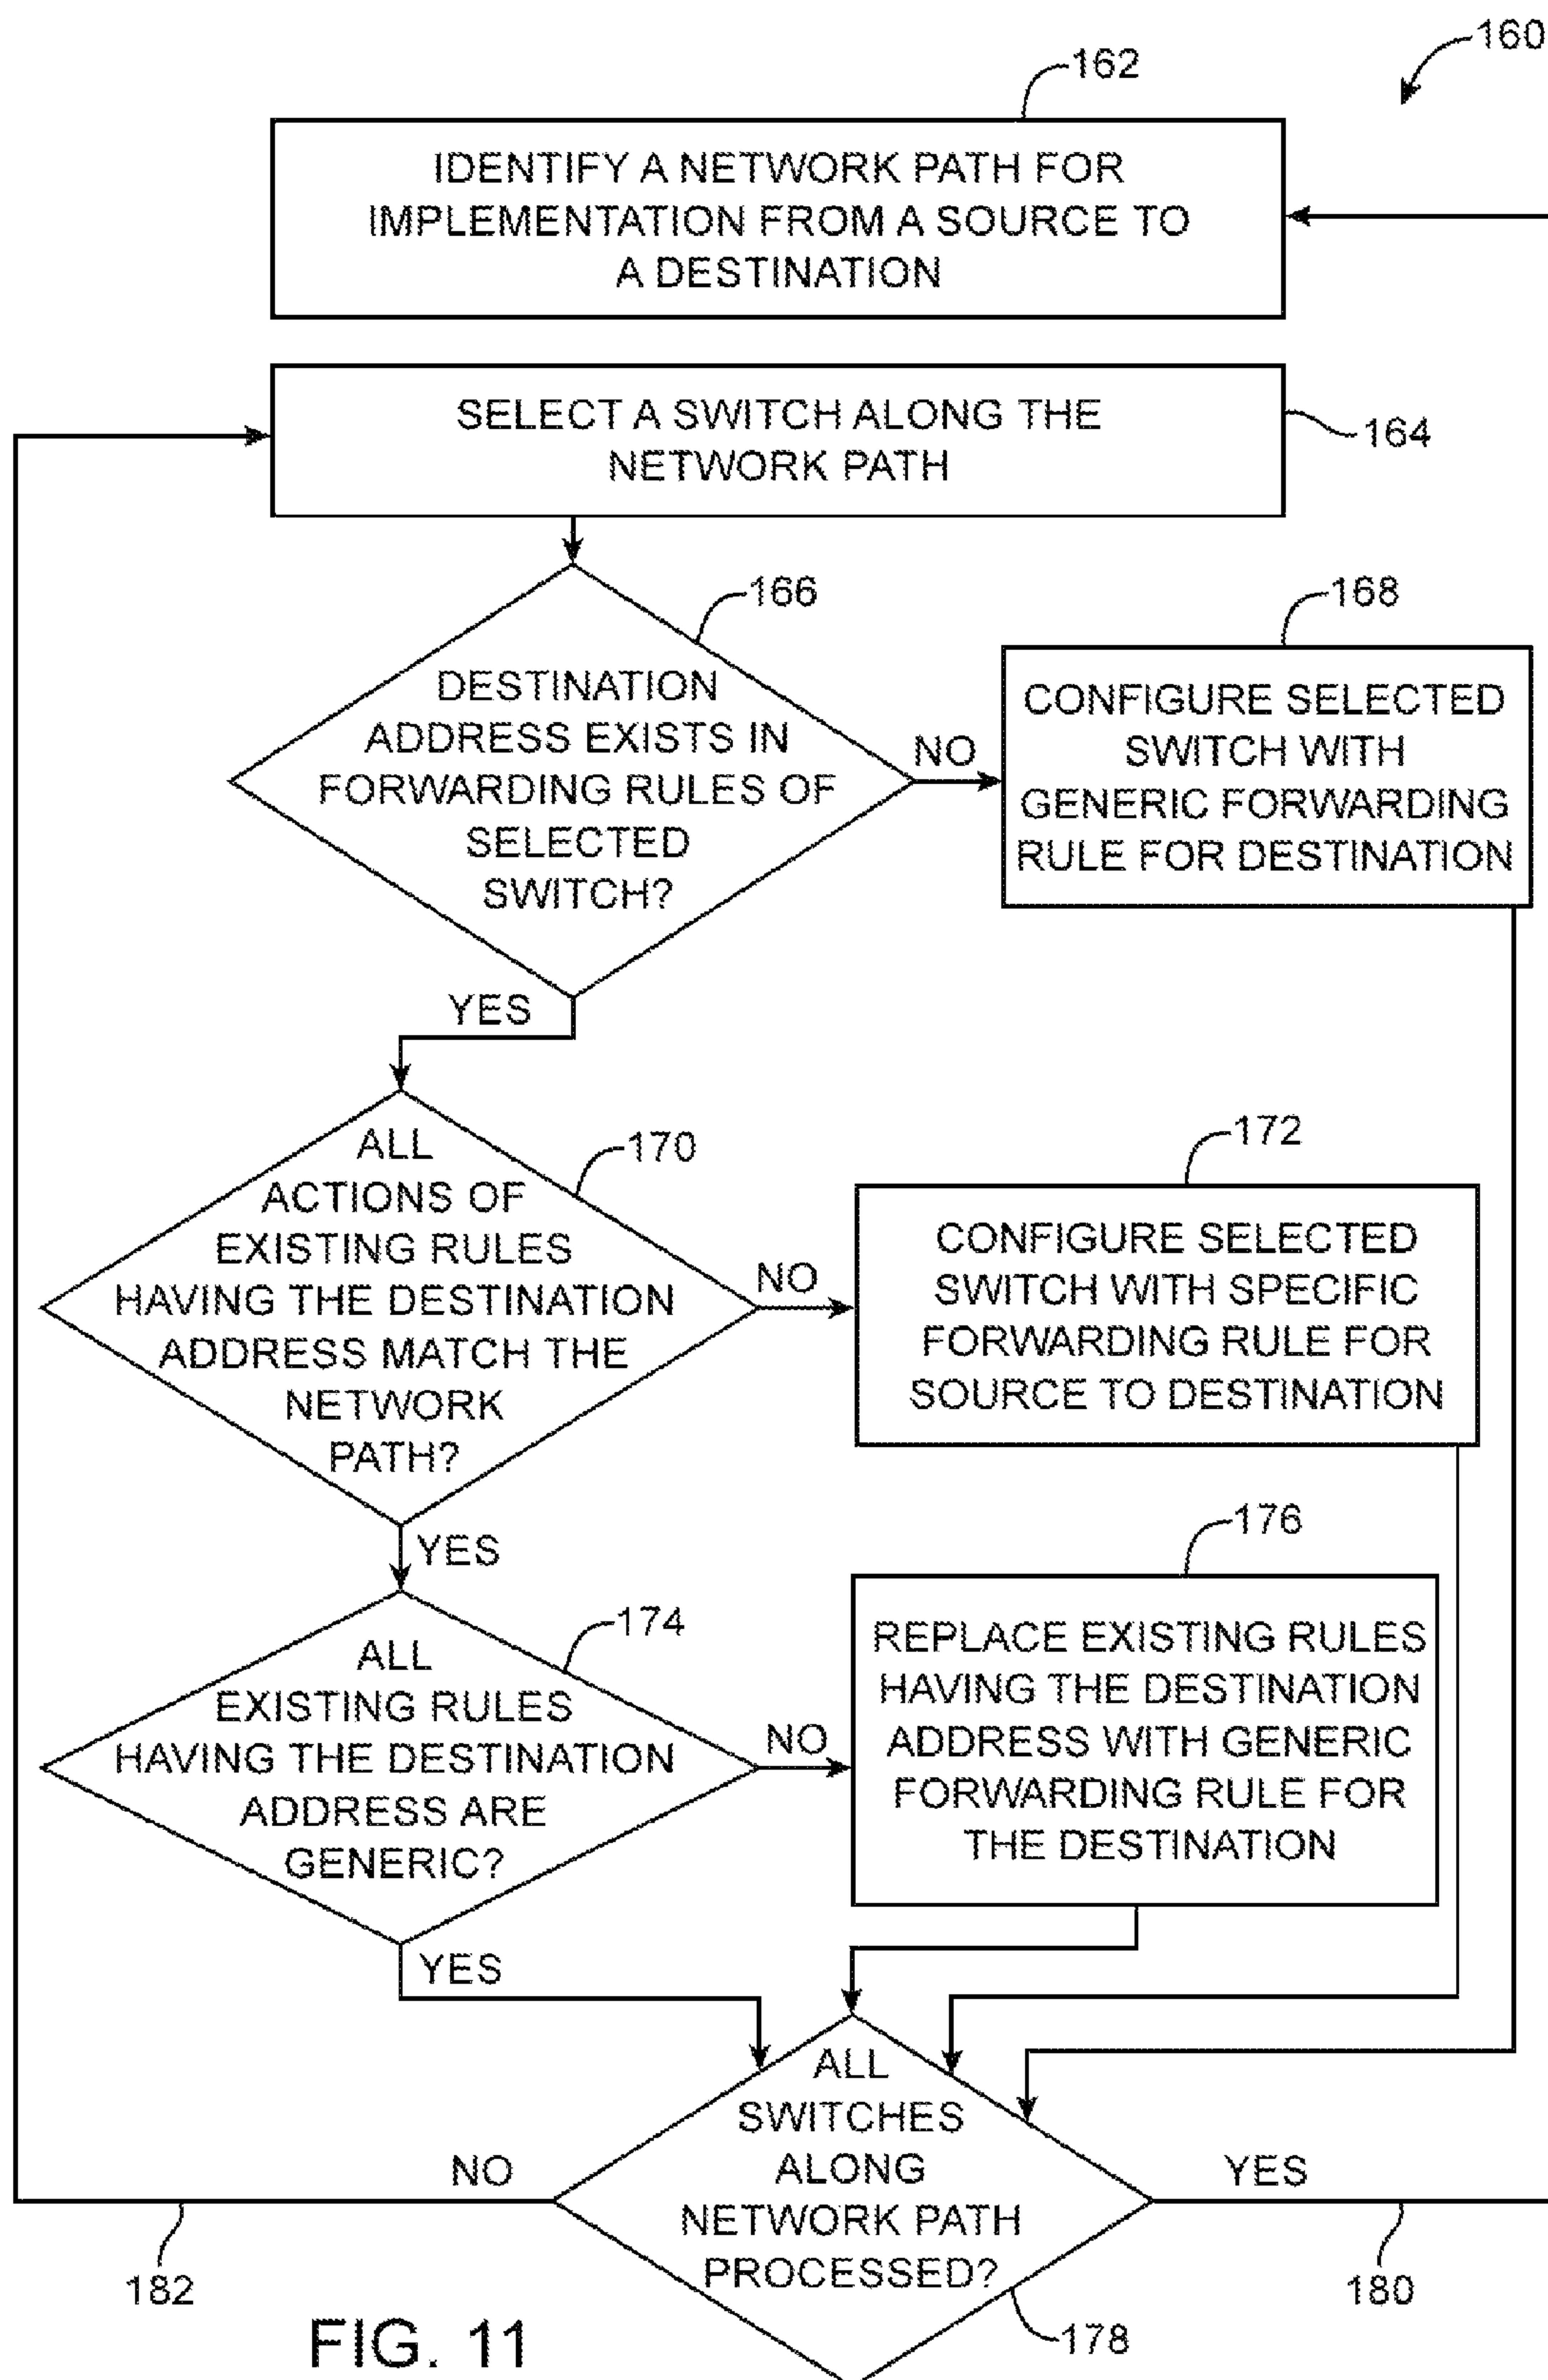 160
162
IDENTIFY A NETWORK PATH FOR
IMPLEMENTATION FROM A SOURCE TO
A DESTINATION
SELECT A SWITCH ALONG THE
NETWORK PATH
164
166
DESTINATION
ADDRESS EXISTS IN
FORWARDING RULES OF
SELECTED
SWITCH?
NO
168
CONFIGURE SELECTED
SWITCH WITH
GENERIC FORWARDING
RULE FOR DESTINATION
YES
170
ALL
ACTIONS OF
EXISTING RULES
HAVING THE DESTINATION
ADDRESS MATCH THE
NETWORK
PATH?
NO
172
CONFIGURE SELECTED
SWITCH WITH SPECIFIC
FORWARDING RULE FOR
SOURCE TO DESTINATION
YES
174
ALL
EXISTING RULES
HAVING THE DESTINATION
ADDRESS ARE
GENERIC?
NO
176
REPLACE EXISTING RULES
HAVING THE DESTINATION
ADDRESS WITH GENERIC
FORWARDING RULE FOR
THE DESTINATION
YES
ALL
SWITCHES
ALONG
NETWORK PATH
PROCESSED?
NO
YES
182
180
178
FIG. 11